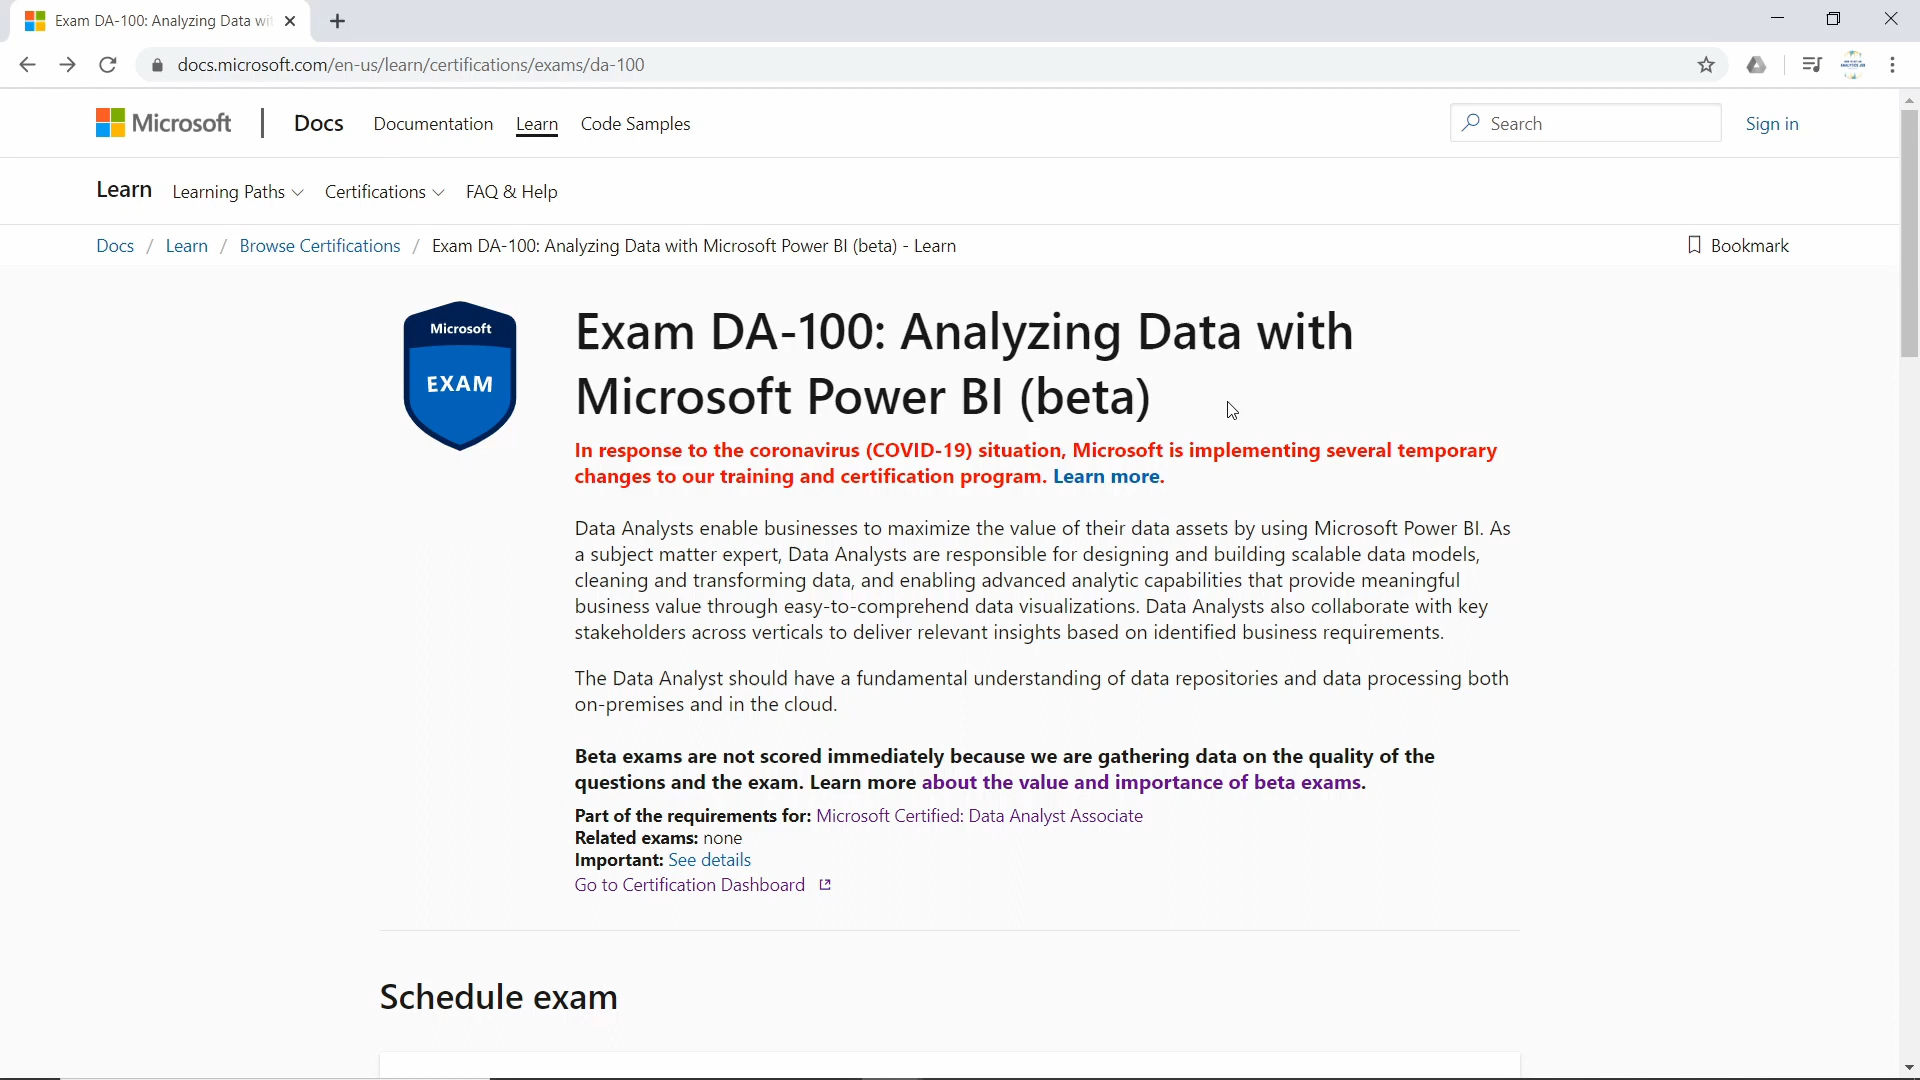 Exam DA-100: Analyzing Data wit
docs.microsoft.com/en-us/learn/certifications/exams/da-100
Microsoft
Docs
Documentation
Learn
Code Samples
Search
Sign in
Learn
Learning Paths
Certifications
FAQ & Help
Docs / Learn / Browse Certifications / Exam DA-100: Analyzing Data with Microsoft Power BI (beta) - Learn
Bookmark
Microsoft
EXAM
Exam DA-100: Analyzing Data with
Microsoft Power BI (beta)
In response to the coronavirus (COVID-19) situation, Microsoft is implementing several temporary
changes to our training and certification program. Learn more.
Data Analysts enable businesses to maximize the value of their data assets by using Microsoft Power BI. As
a subject matter expert, Data Analysts are responsible for designing and building scalable data models,
cleaning and transforming data, and enabling advanced analytic capabilities that provide meaningful
business value through easy-to-comprehend data visualizations. Data Analysts also collaborate with key
stakeholders across verticals to deliver relevant insights based on identified business requirements.
The Data Analyst should have a fundamental understanding of data repositories and data processing both
on-premises and in the cloud.
Beta exams are not scored immediately because we are gathering data on the quality of the
questions and the exam. Learn more about the value and importance of beta exams.
Part of the requirements for: Microsoft Certified: Data Analyst Associate
Related exams: none
Important: See details
Go to Certification Dashboard
Schedule exam